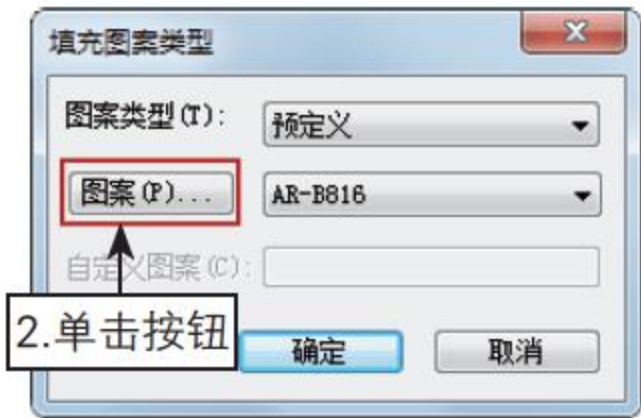 填充图案类型
图案类型(T):
预定义
图案(P)...
AR-B816
自定义图案(C):
2.单击按钮
确定
取消